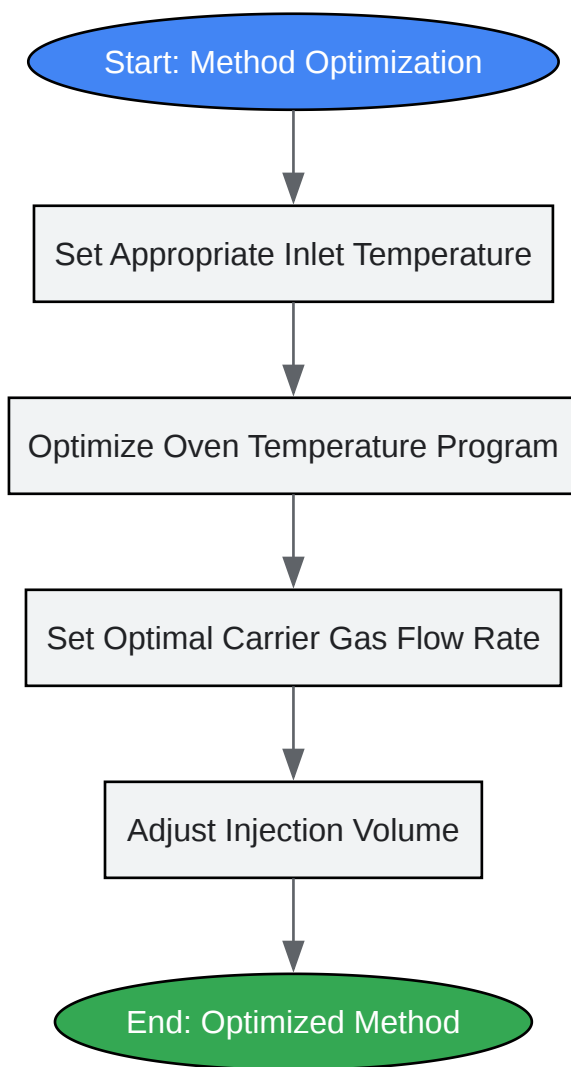 Start: Method Optimization
Set Appropriate Inlet Temperature
Optimize Oven Temperature Program
Set Optimal Carrier Gas Flow Rate
Adjust Injection Volume
End: Optimized Method